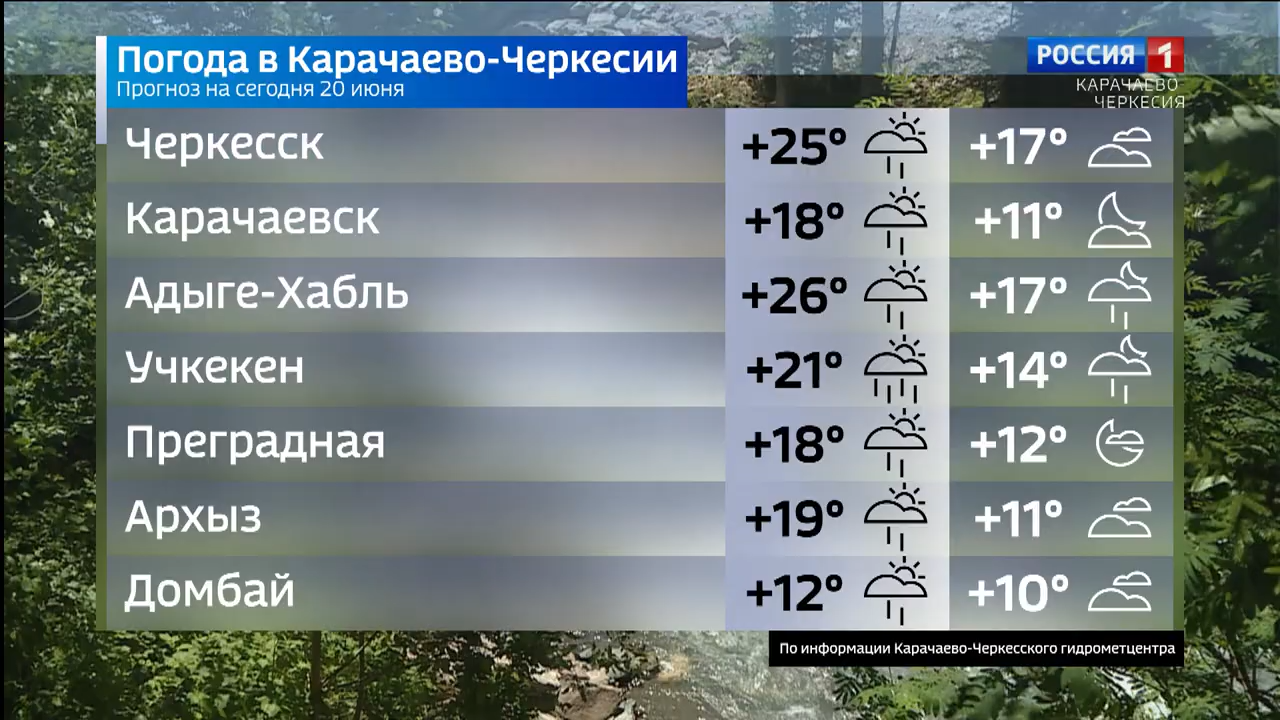 Погода в Карачаево-Черкесии
Прогноз на сегодня 20 июня
РОССИЯ 1
КАРАЧАЕВО
ЧЕРКЕСИЯ
Черкесск +25° +17°
Карачаевск +18° +11°
Адыге-Хабль +26° +17°
Учкекен +21° +14°
Преградная +18° +12°
Архыз +19° +11°
Домбай +12° +10°
По информации Карачаево-Черкесского гидрометцентра